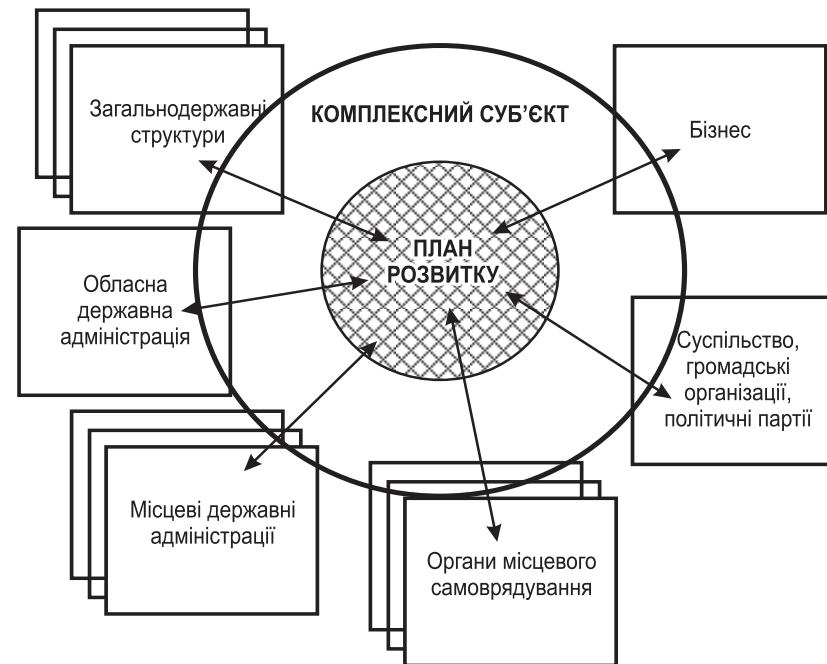 Загальнодержавні
структури
КОМПЛЕКСНИЙ СУБ’ЄКТ
Бізнес
ПЛАН
РОЗВИТКУ
Обласна
державна
адміністрація
Суспільство,
громадські
організації,
політичні партії
Місцеві державні
адміністрації
Органи місцевого
самоврядування